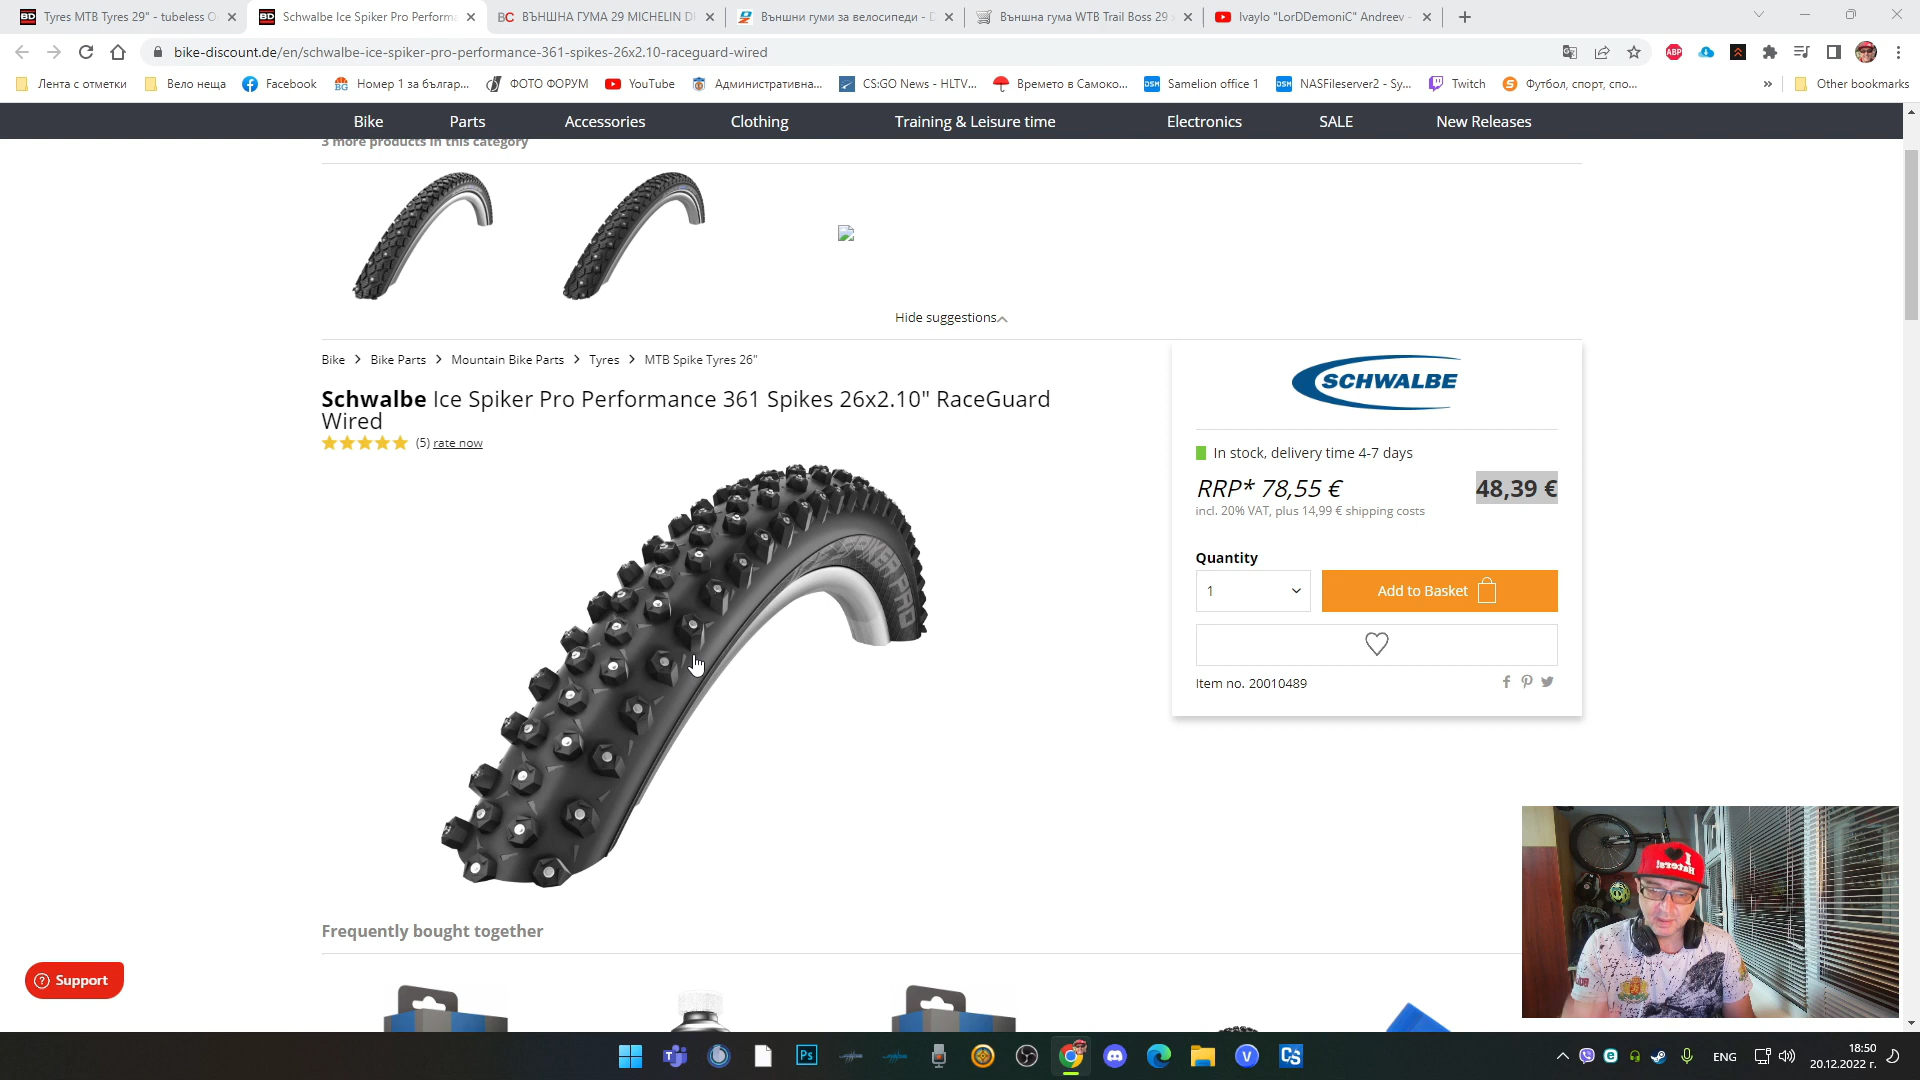 Tyres MTB Tyres 29" - tubeless O
Schwalbe Ice Spiker Pro Performa
ВЪНШНА ГУМА 29 MICHELIN DI
Външни гуми за велосипеди - D
Външна гума WTB Trail Boss 29
Ivaylo "LorDDemoniC" Andreev -
bike-discount.de/en/schwalbe-ice-spiker-pro-performance-361-spikes-26x2.10-raceguard-wired
Лента с отметки
Вело неща
Facebook
Номер 1 за българ...
ФОТО ФОРУМ
YouTube
Административна...
CS:GO News - HLTV...
Времето в Самоко...
Samelion office 1
NASFileserver2 - Sy...
Twitch
Футбол, спорт, спо...
Other bookmarks
Bike
Parts
Accessories
Clothing
Training & Leisure time
Electronics
SALE
New Releases
3 more products in this category
Hide suggestions
Bike > Bike Parts > Mountain Bike Parts > Tyres > MTB Spike Tyres 26"
Schwalbe Ice Spiker Pro Performance 361 Spikes 26x2.10" RaceGuard
Wired
(5) rate now
SCHWALBE
In stock, delivery time 4-7 days
RRP* 78,55 €
48,39 €
incl. 20% VAT, plus 14,99 € shipping costs
Quantity
1
Add to Basket
Item no. 20010489
SPIKER PRO
Frequently bought together
Support
I
Haters!
ENG
18:50
20.12.2022 г.